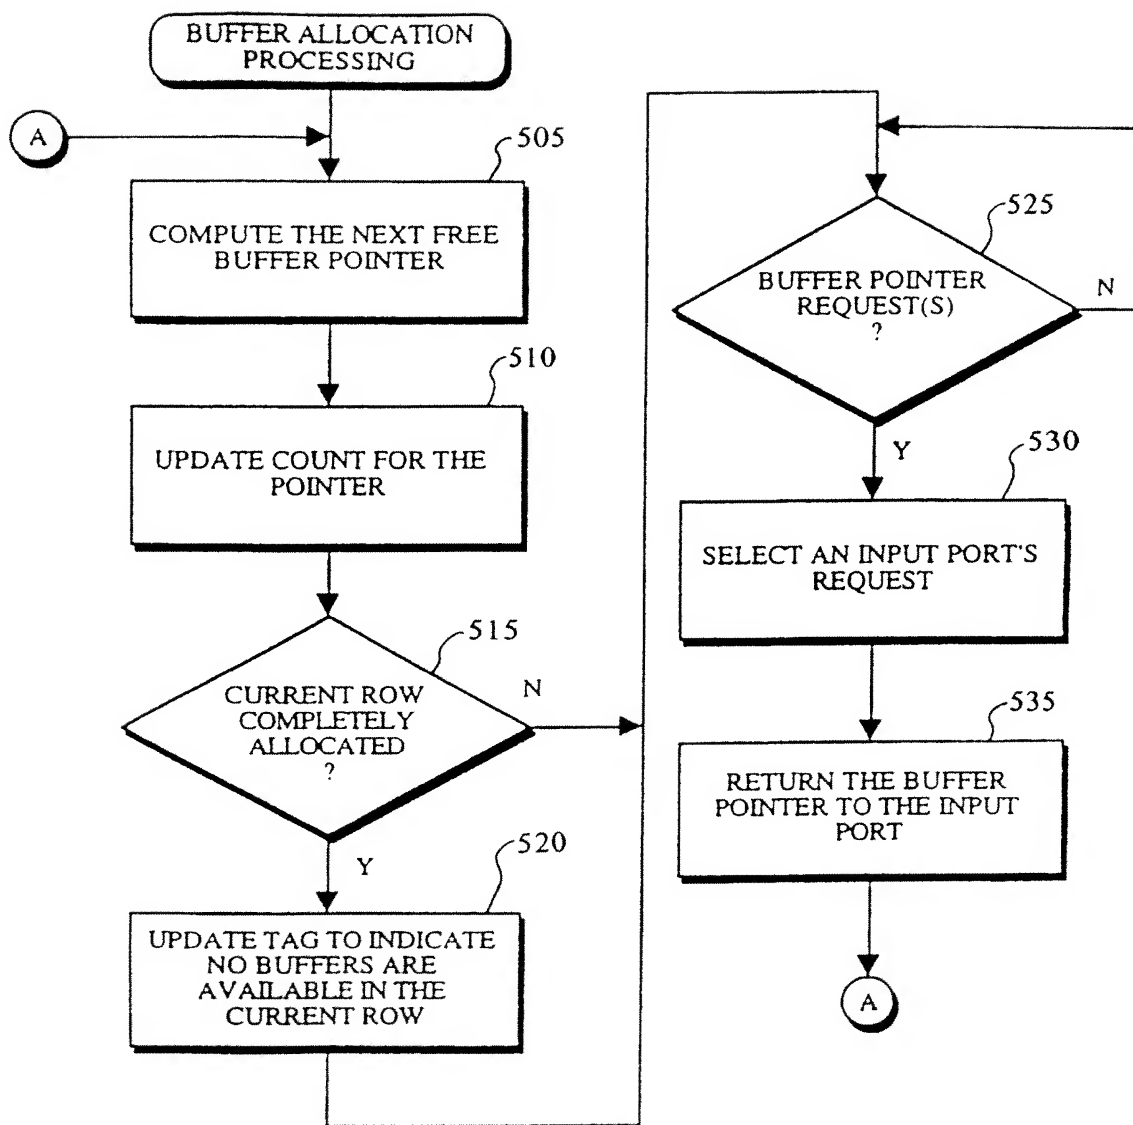 BUFFER ALLOCATION
PROCESSING
A
505
COMPUTE THE NEXT FREE
BUFFER POINTER
510
UPDATE COUNT FOR THE
POINTER
515
CURRENT ROW
COMPLETELY
ALLOCATED
?
N
Y
520
UPDATE TAG TO INDICATE
NO BUFFERS ARE
AVAILABLE IN THE
CURRENT ROW
525
BUFFER POINTER
REQUEST(S)
?
N
Y
530
SELECT AN INPUT PORT'S
REQUEST
535
RETURN THE BUFFER
POINTER TO THE INPUT
PORT
A